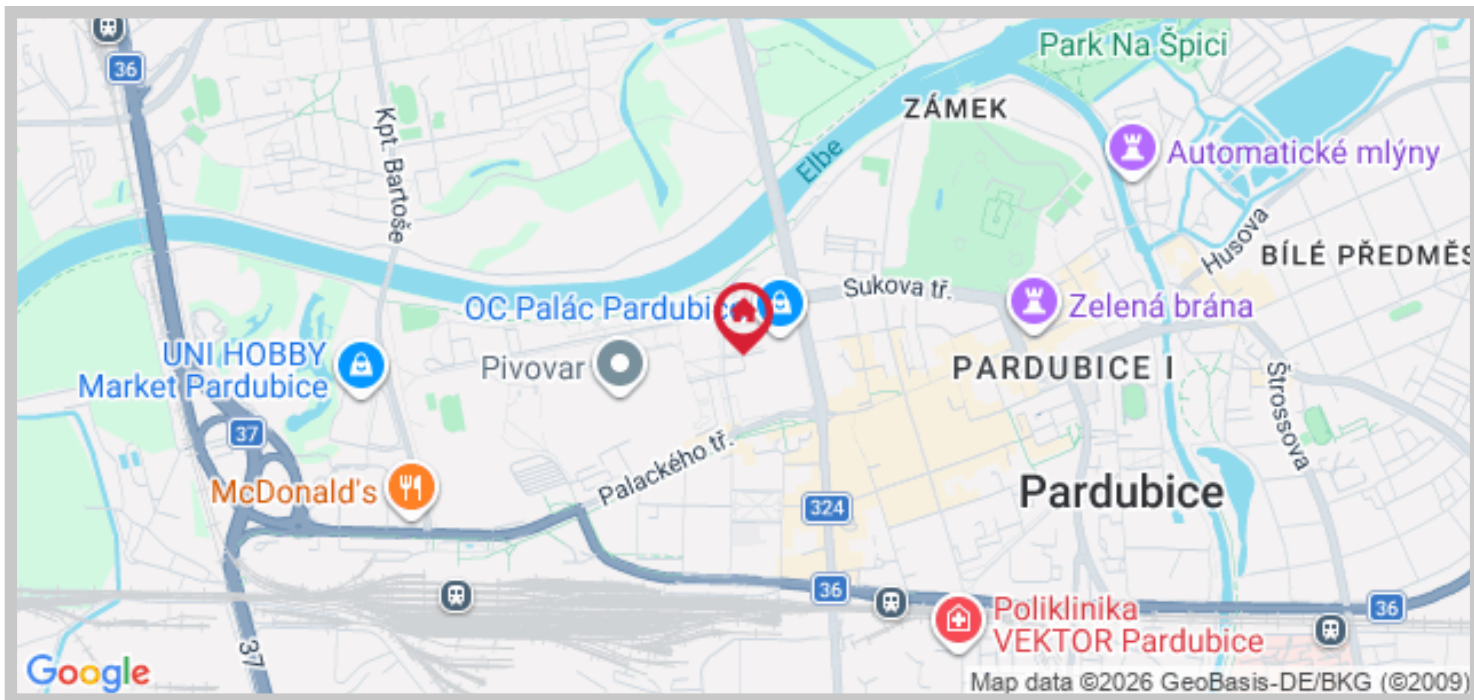 36
Park Na Špici
ZÁMEK
Elbe
Automatické mlýny
Kpt. Bartoše
Husova
BÍLÉ PŘEDMĚS
Sukova tř.
OC Palác Pardubice
Zelená brána
UNI HOBBY
Market Pardubice
Pivovar
PARDUBICE I
Štrossova
37
McDonald's
Palackého tř.
Pardubice
324
36
36
Poliklinika
VEKTOR Pardubice
37
Google
Map data ©2026 GeoBasis-DE/BKG (©2009)